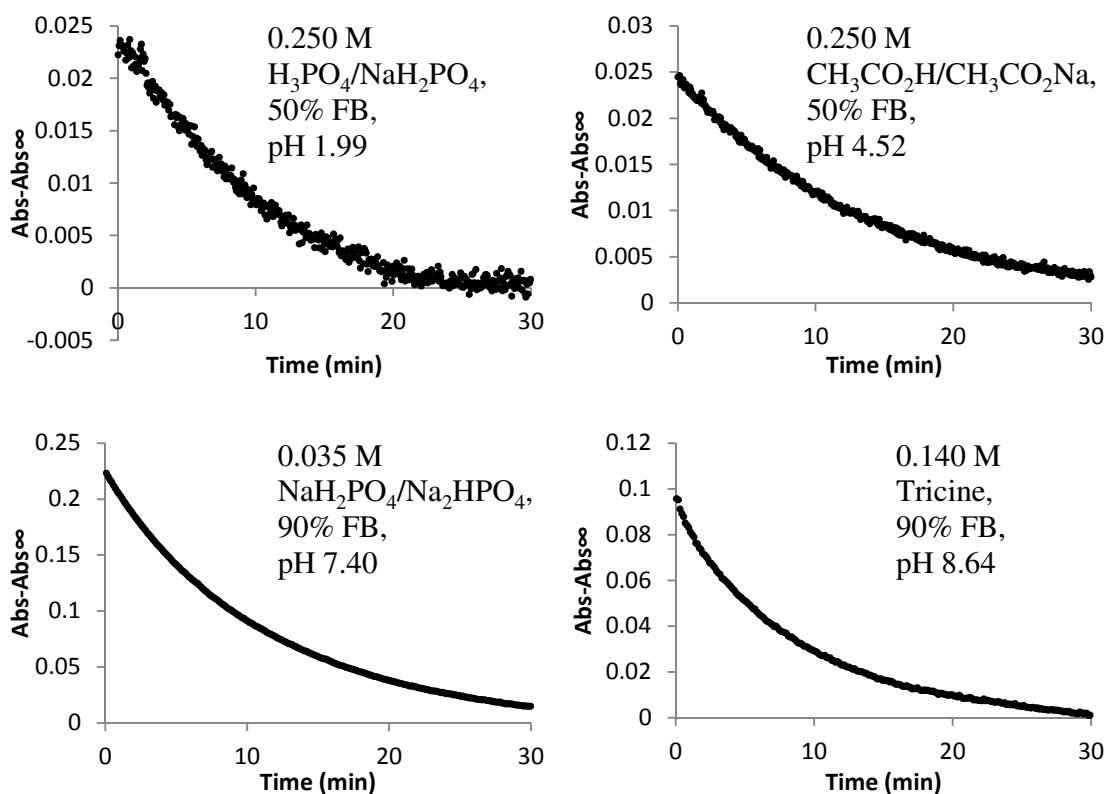 0.025
0.02
0.015
0.01
0.005
0
-0.005
Abs-Abs∞
0
10
20
30
Time (min)
0.250 M
H₃PO₄/NaH₂PO₄,
50% FB,
pH 1.99
0.03
0.025
0.02
0.015
0.01
0.005
0
Abs-Abs∞
0
10
20
30
Time (min)
0.250 M
CH₃CO₂H/CH₃CO₂Na,
50% FB,
pH 4.52
0.25
0.2
0.15
0.1
0.05
0
Abs-Abs∞
0
10
20
30
Time (min)
0.035 M
NaH₂PO₄/Na₂HPO₄,
90% FB,
pH 7.40
0.12
0.1
0.08
0.06
0.04
0.02
0
Abs-Abs∞
0
10
20
30
Time (min)
0.140 M
Tricine,
90% FB,
pH 8.64